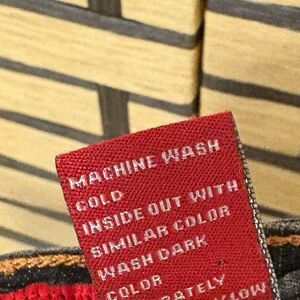 MACHINE WASH
COLD
INSIDE OUT WITH
SIMILAR COLOR
WASH DARK
COLOR